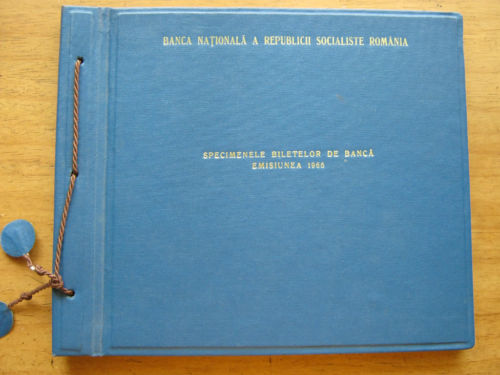 BANCA NAȚIONALĂ A REPUBLICII SOCIALISTE ROMÂNIA
SPECIMENELE BILETELOR DE BANCĂ
EMISIUNEA 1966